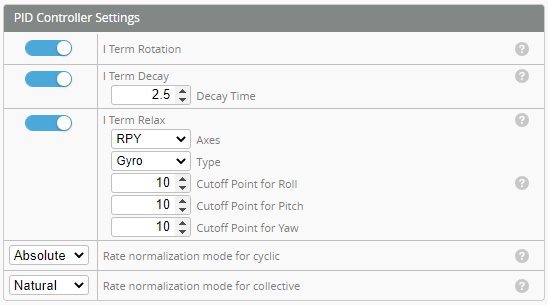 PID Controller Settings
I Term Rotation ?
I Term Decay ?
2.5 Decay Time
I Term Relax ?
RPY Axes
Gyro Type
10 Cutoff Point for Roll ?
10 Cutoff Point for Pitch
10 Cutoff Point for Yaw
Absolute Rate normalization mode for cyclic ?
Natural Rate normalization mode for collective ?